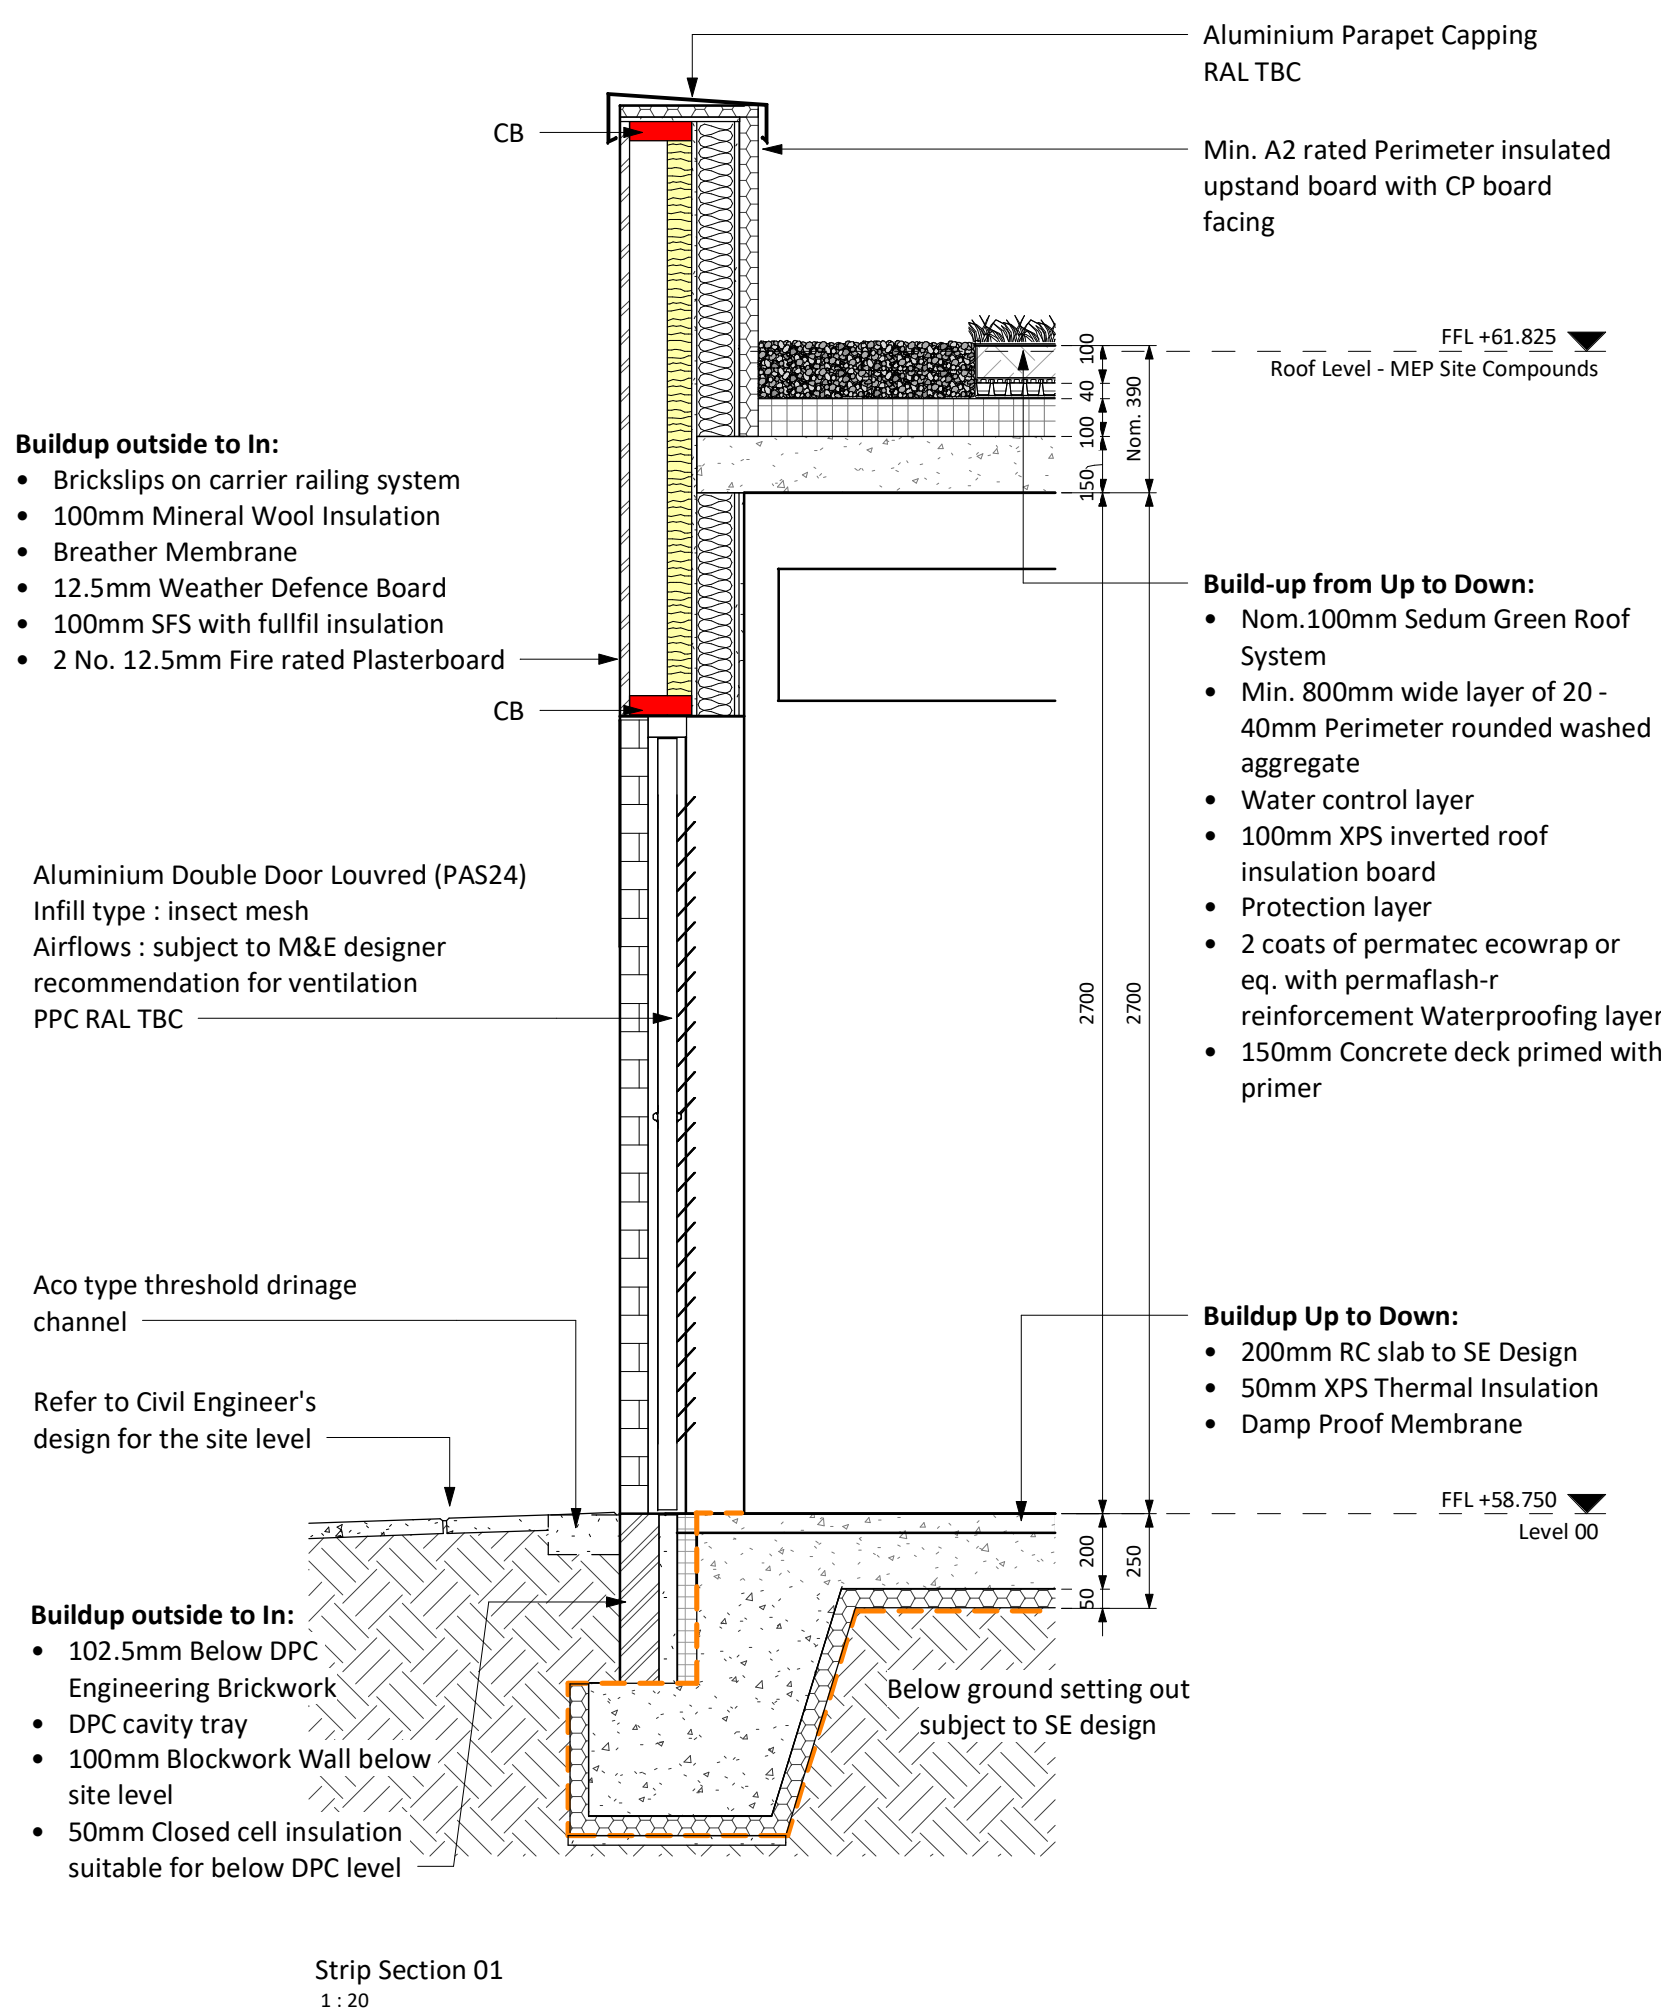 Aluminium Parapet Capping
RAL TBC
CB
Min. A2 rated Perimeter insulated
upstand board with CP board
facing
FFL +61.825
Roof Level - MEP Site Compounds
100
40
100
150
Nom. 390
Buildup outside to In:
• Brickslips on carrier railing system
• 100mm Mineral Wool Insulation
• Breather Membrane
• 12.5mm Weather Defence Board
• 100mm SFS with fullfil insulation
• 2 No. 12.5mm Fire rated Plasterboard
CB
Build-up from Up to Down:
• Nom.100mm Sedum Green Roof
System
• Min. 800mm wide layer of 20 -
40mm Perimeter rounded washed
aggregate
• Water control layer
• 100mm XPS inverted roof
insulation board
• Protection layer
• 2 coats of permatec ecowrap or
eq. with permaflash-r
reinforcement Waterproofing layer
• 150mm Concrete deck primed with
primer
Aluminium Double Door Louvred (PAS24)
Infill type : insect mesh
Airflows : subject to M&E designer
recommendation for ventilation
PPC RAL TBC
2700
2700
Aco type threshold drinage
channel
Refer to Civil Engineer's
design for the site level
Buildup Up to Down:
• 200mm RC slab to SE Design
• 50mm XPS Thermal Insulation
• Damp Proof Membrane
FFL +58.750
Level 00
200
50
250
Buildup outside to In:
• 102.5mm Below DPC
Engineering Brickwork
• DPC cavity tray
• 100mm Blockwork Wall below
site level
• 50mm Closed cell insulation
suitable for below DPC level
Below ground setting out
subject to SE design
Strip Section 01
1 : 20